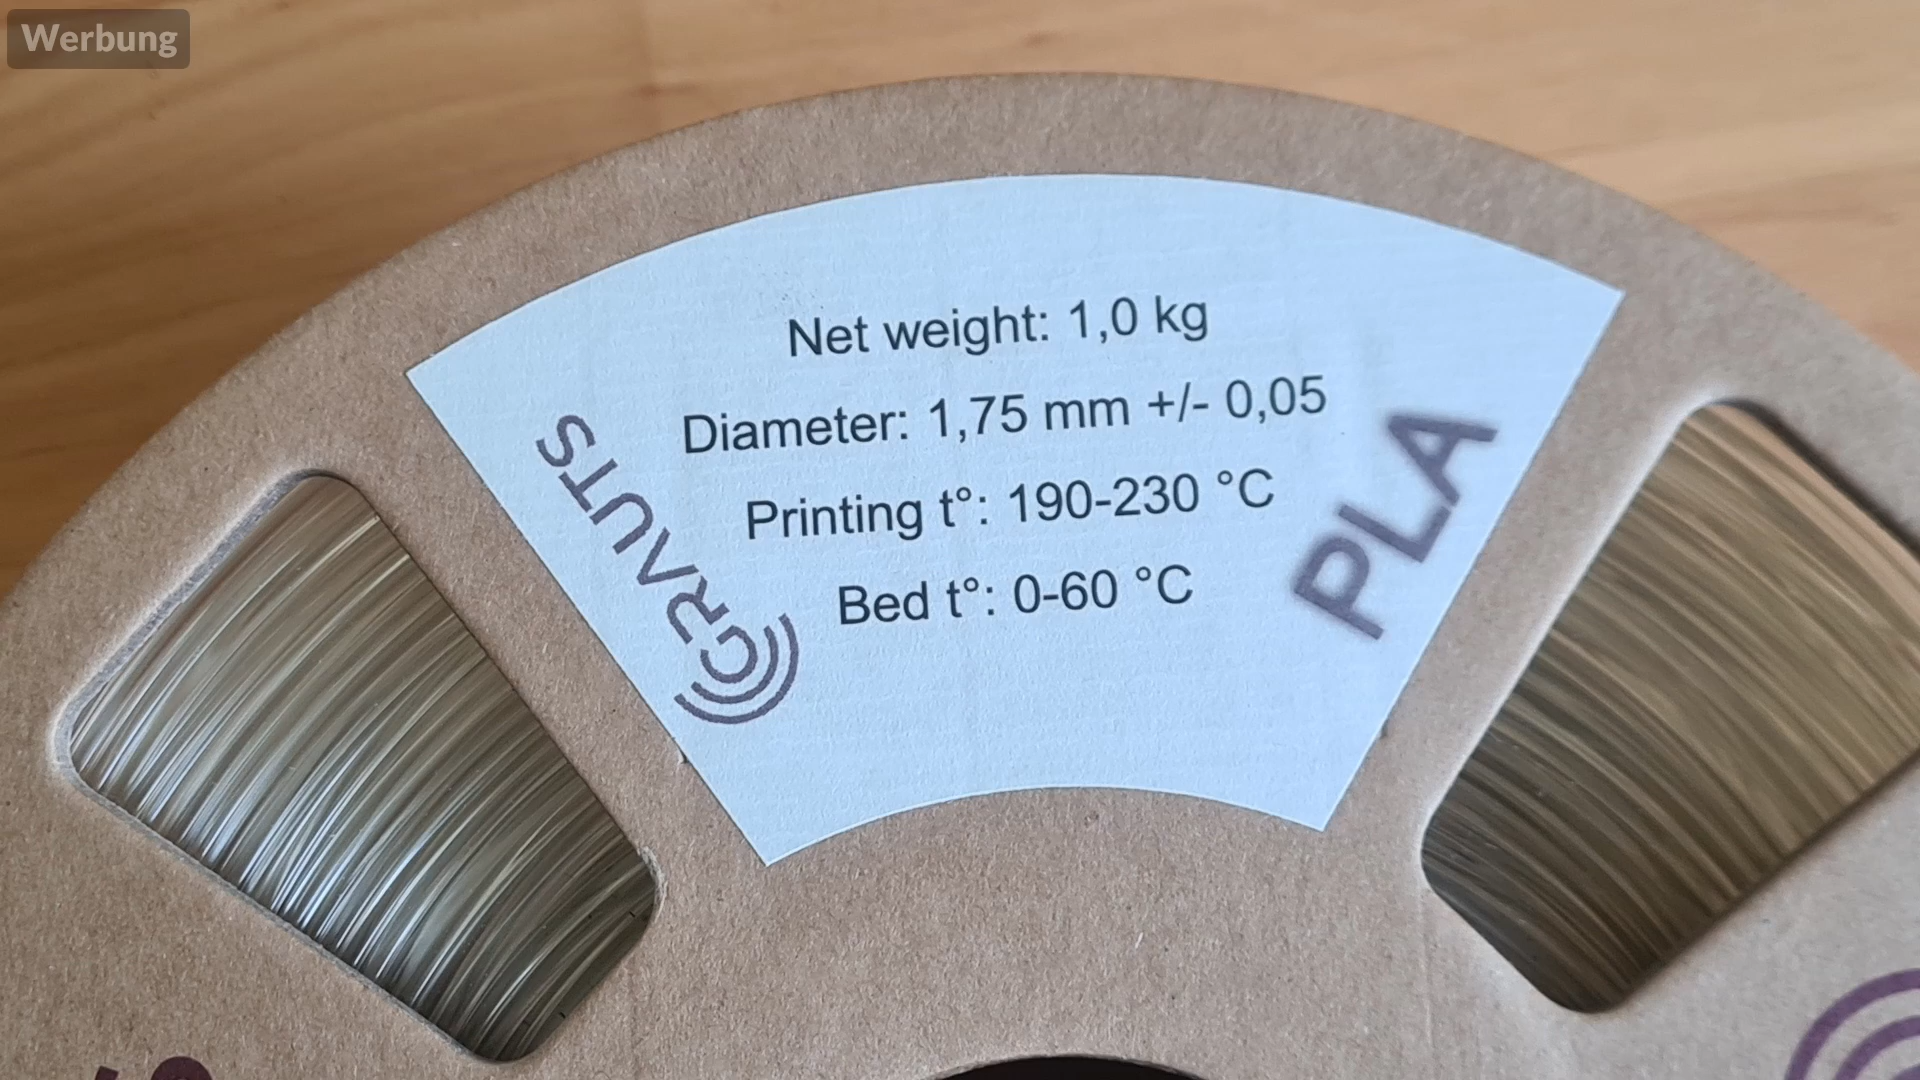 Werbung
Net weight: 1,0 kg
Diameter: 1,75 mm +/- 0,05
Printing t°: 190-230 °C
Bed t°: 0-60 °C
GRAUTS
PLA